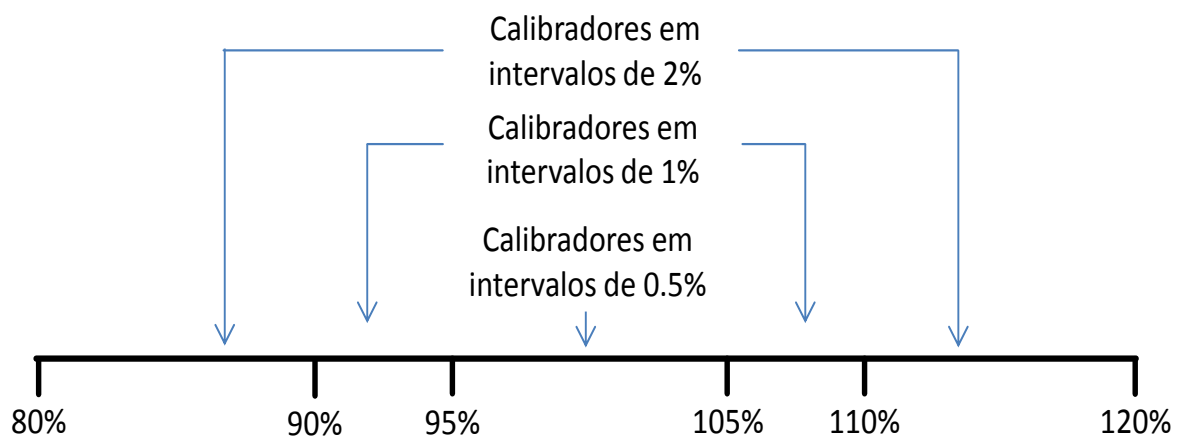 Calibradores em
intervalos de 2%
Calibradores em
intervalos de 1%
Calibradores em
intervalos de 0.5%
80%
90%
95%
105%
110%
120%